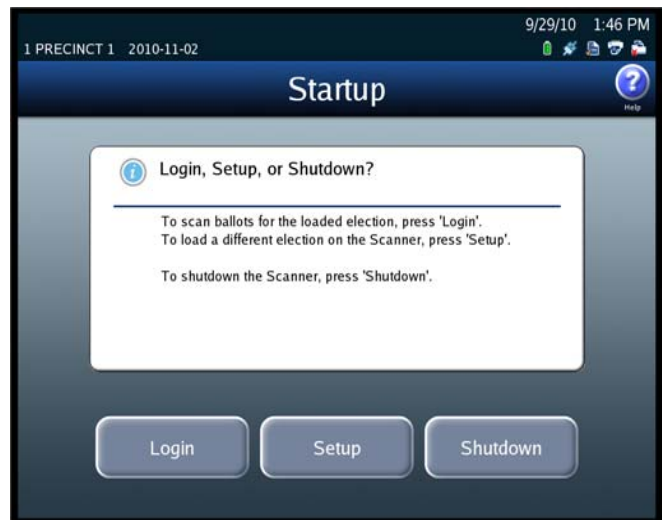 9/29/10 1:46 PM
1 PRECINCT 1 2010-11-02
Startup
Help
Login, Setup, or Shutdown?
To scan ballots for the loaded election, press 'Login'.
To load a different election on the Scanner, press 'Setup'.
To shutdown the Scanner, press 'Shutdown'.
Login Setup Shutdown